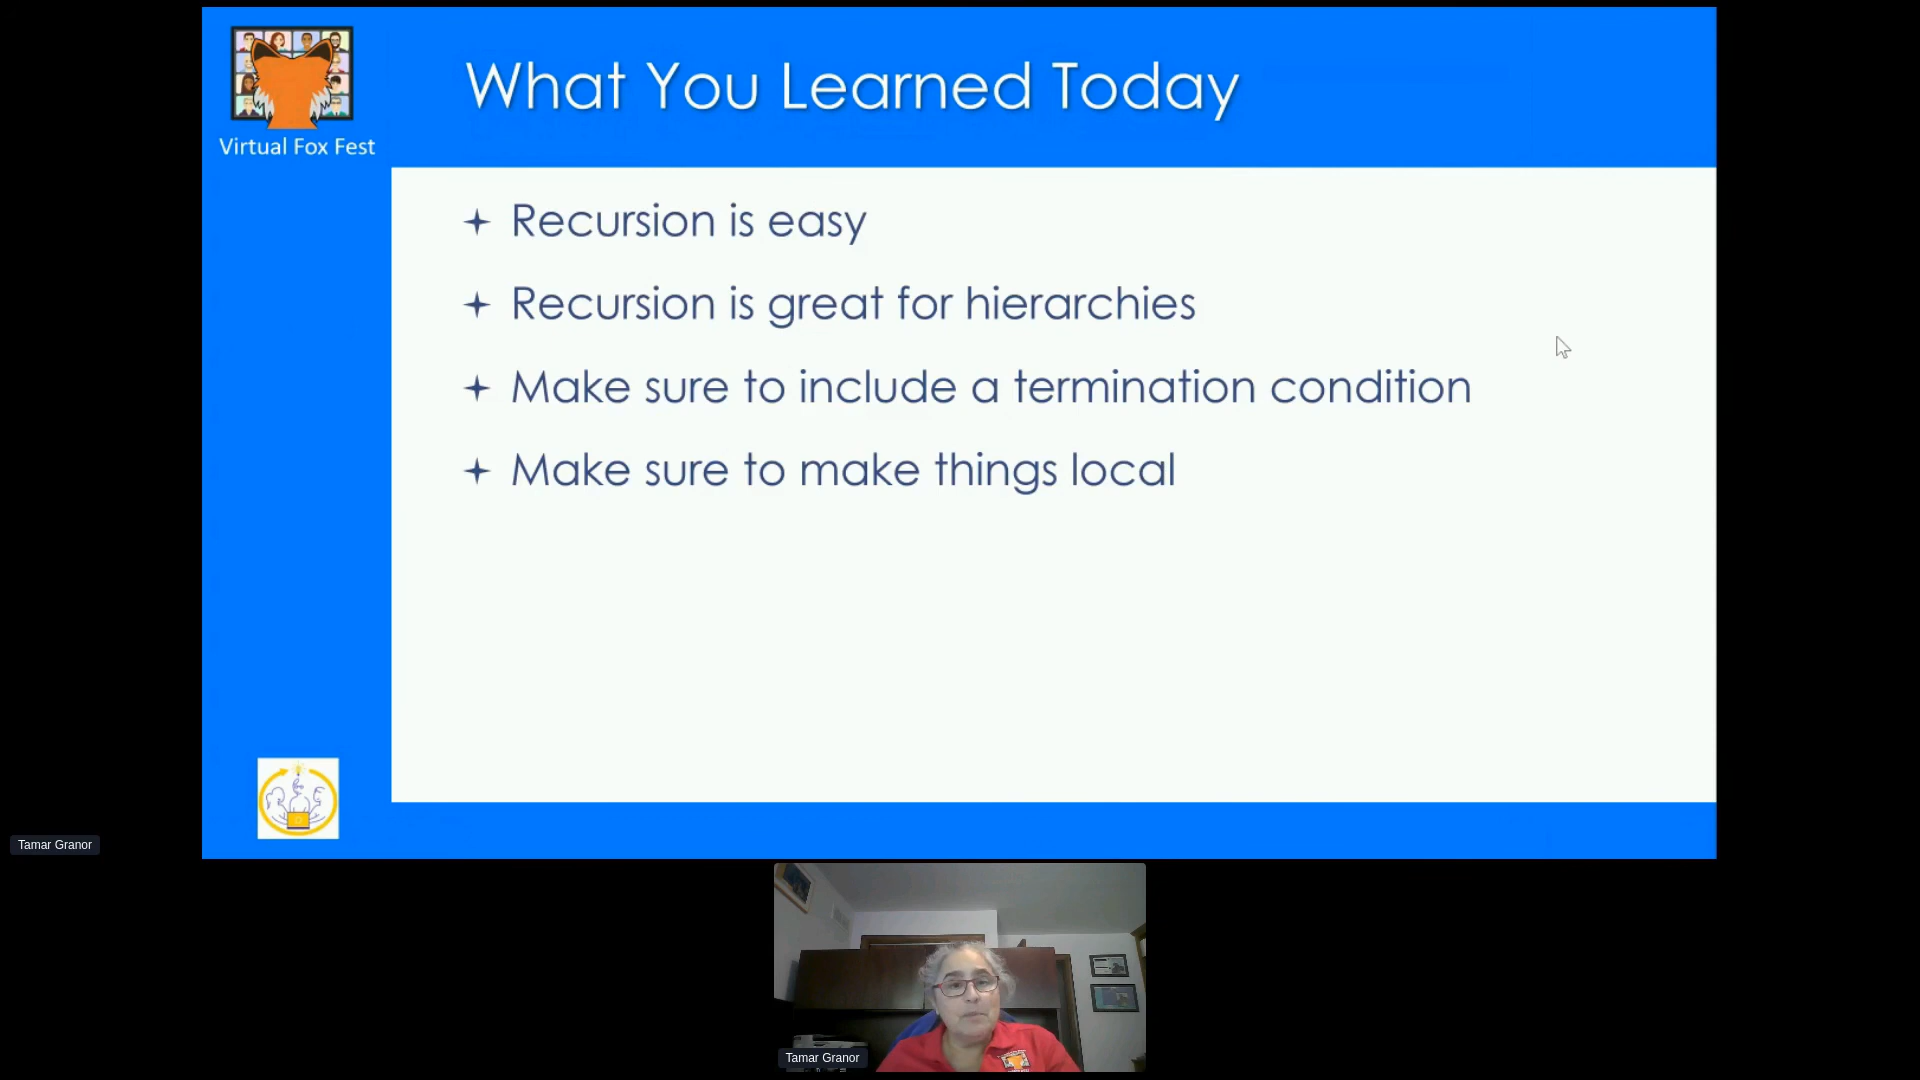 Virtual Fox Fest
What You Learned Today
Recursion is easy
Recursion is great for hierarchies
Make sure to include a termination condition
Make sure to make things local
Tamar Granor
Tamar Granor